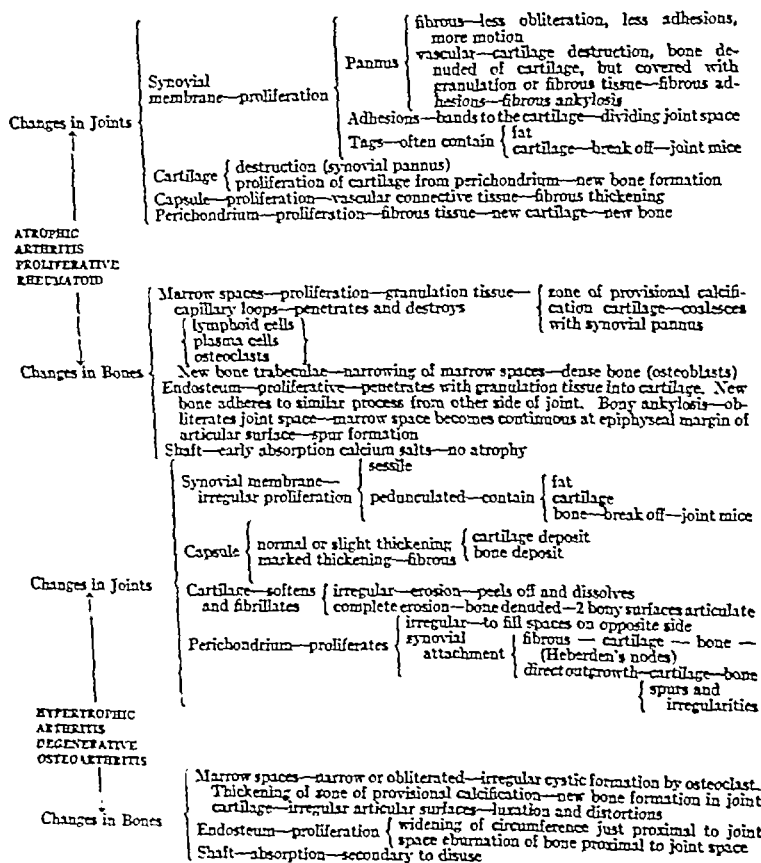 Changes in Joints
Synovial
membrane—proliferation
Pannus
fibrous—less obliteration, less adhesions,
more motion
vascular—cartilage destruction, bone de-
nuded of cartilage, but covered with
granulation or fibrous tissue—fibrous ad-
hesions—fibrous ankylosis
Adhesions—bands to the cartilage—dividing joint space
Tags—often contain
fat
cartilage—break off—joint mice
Cartilage
destruction (synovial pannus)
proliferation of cartilage from perichondrium—new bone formation
Capsule—proliferation—vascular connective tissue—fibrous thickening
Perichondrium—proliferation—fibrous tissue—new cartilage—new bone
ATROPHIC
ARTHRITIS
PROLIFERATIVE
RHEUMATOID
Changes in Bones
Marrow spaces—proliferation—granulation tissue—
capillary loops—penetrates and destroys
zone of provisional calcifi-
cation cartilage—coalesces
with synovial pannus
lymphoid cells
plasma cells
osteoclasts
New bone trabeculae—narrowing of marrow spaces—dense bone (osteoblasts)
Endosteum—proliferative—penetrates with granulation tissue into cartilage. New
bone adheres to similar process from other side of joint. Bony ankylosis—ob-
literates joint space—marrow space becomes continuous at epiphyseal margin of
articular surface—spur formation
Shaft—early absorption calcium salts—no atrophy
Changes in Joints
Synovial membrane—
irregular proliferation
sessile
pedunculated—contain
fat
cartilage
bone—break off—joint mice
Capsule
normal or slight thickening
marked thickening—fibrous
cartilage deposit
bone deposit
Cartilage—softens
and fibrillates
irregular—erosion—peels off and dissolves
complete erosion—bone denuded—2 bony surfaces articulate
Perichondrium—proliferates
irregular—to fill spaces on opposite side
synovial
attachment
fibrous — cartilage — bone —
(Heberden's nodes)
direct outgrowth—cartilage—bone
spurs and
irregularities
HYPERTROPHIC
ARTHRITIS
DEGENERATIVE
OSTEOARTHRITIS
Changes in Bones
Marrow spaces—narrow or obliterated—irregular cystic formation by osteoclast.
Thickening of zone of provisional calcification—new bone formation in joint
cartilage—irregular articular surfaces—luxation and distortions
Endosteum—proliferation
widening of circumference just proximal to joint
space eburnation of bone proximal to joint space
Shaft—absorption—secondary to disuse